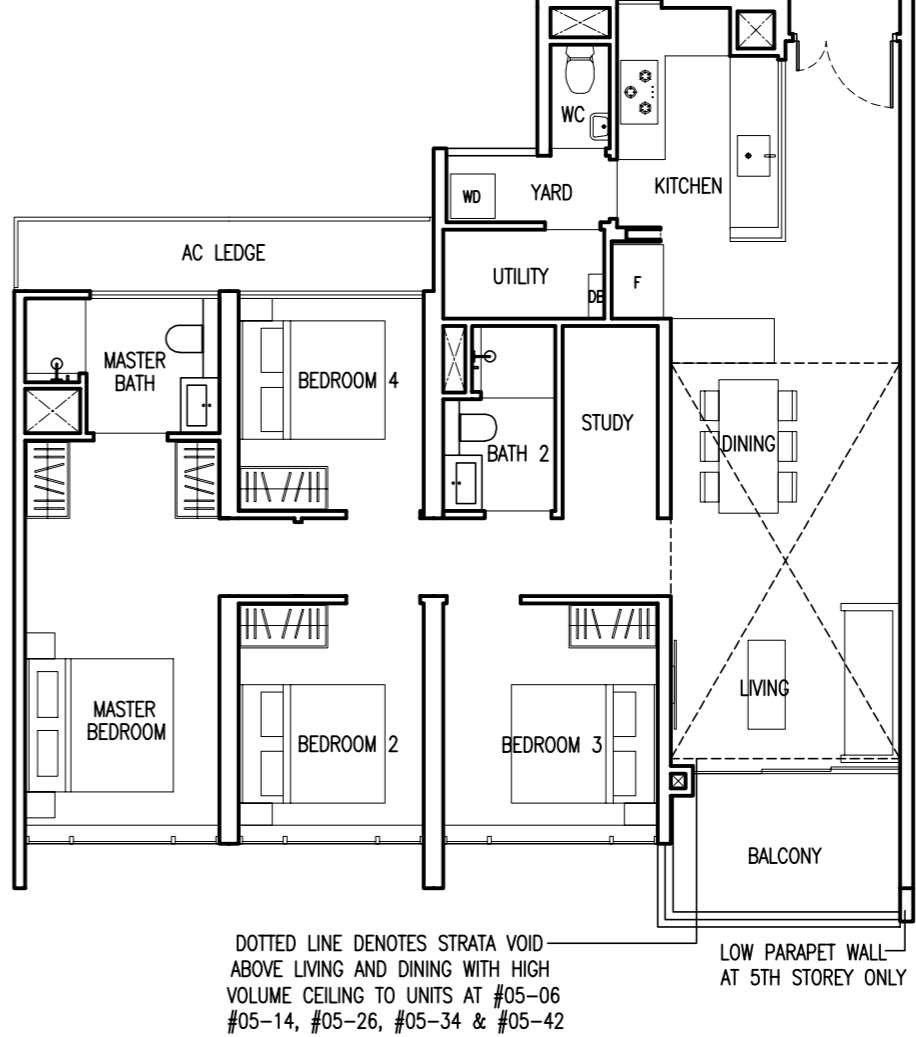 WC
KITCHEN
WD
YARD
AC LEDGE
UTILITY
DB
F
MASTER
BATH
BEDROOM 4
BATH 2
STUDY
DINING
LIVING
MASTER
BEDROOM
BEDROOM 2
BEDROOM 3
BALCONY
DOTTED LINE DENOTES STRATA VOID
ABOVE LIVING AND DINING WITH HIGH
VOLUME CEILING TO UNITS AT #05-06
#05-14, #05-26, #05-34 & #05-42
LOW PARAPET WALL
AT 5TH STOREY ONLY